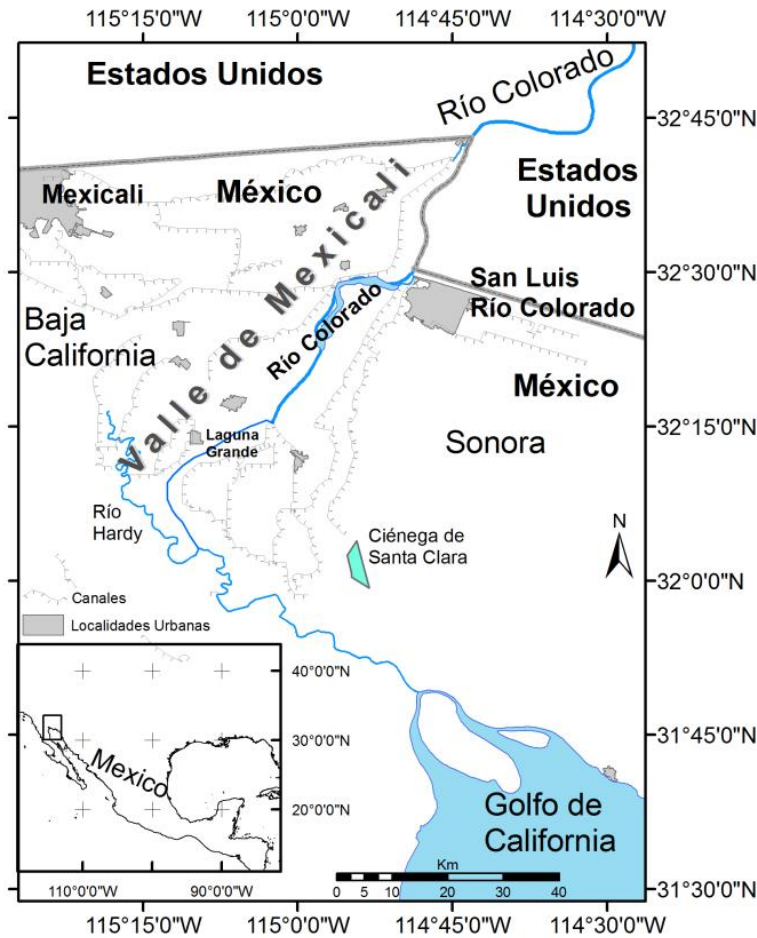 115°15'0"W
115°0'0"W
114°45'0"W
114°30'0"W
Estados Unidos
Río Colorado
32°45'0"N
Estados
Unidos
Mexicali
México
Valle de Mexicali
32°30'0"N
San Luis
Río Colorado
Baja
California
Río Colorado
México
32°15'0"N
Laguna
Grande
Sonora
Río
Hardy
Ciénega de
Santa Clara
N
32°0'0"N
Canales
Localidades Urbanas
40°0'0"N
31°45'0"N
30°0'0"N
Mexico
20°0'0"N
Golfo de
California
Km
0 5 10 20 30 40
110°0'0"W
90°0'0"W
31°30'0"N
115°15'0"W
115°0'0"W
114°45'0"W
114°30'0"W